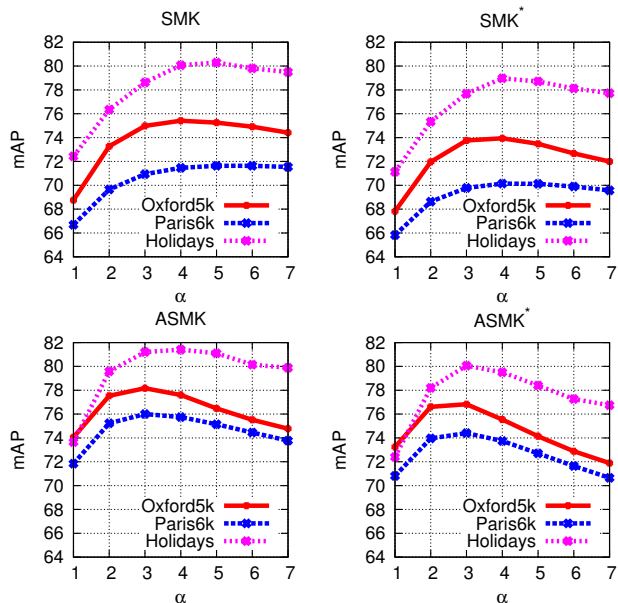 SMK
mAP
82
80
78
76
74
72
70
68
66
64
Oxford5k
Paris6k
Holidays
1 2 3 4 5 6 7
α
SMK*
mAP
82
80
78
76
74
72
70
68
66
64
Oxford5k
Paris6k
Holidays
1 2 3 4 5 6 7
α
ASMK
mAP
82
80
78
76
74
72
70
68
66
64
Oxford5k
Paris6k
Holidays
1 2 3 4 5 6 7
α
ASMK*
mAP
82
80
78
76
74
72
70
68
66
64
Oxford5k
Paris6k
Holidays
1 2 3 4 5 6 7
α